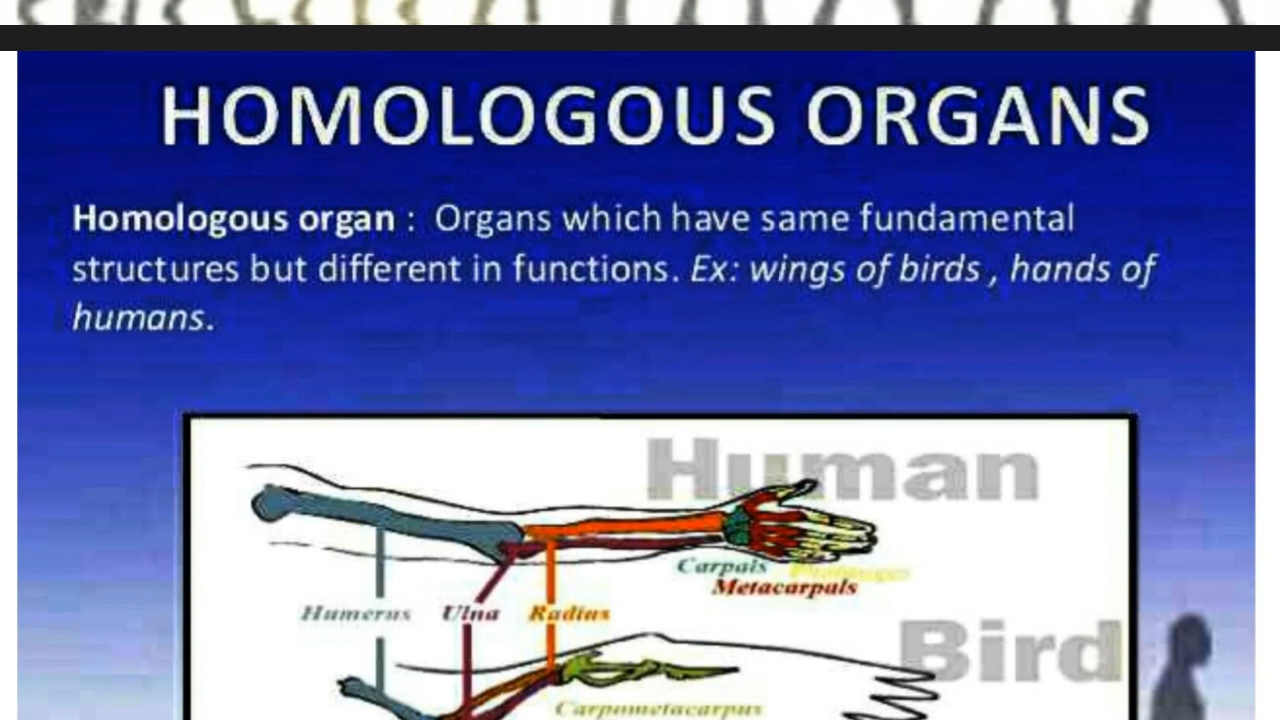 HOMOLOGOUS ORGANS
Homologous organ : Organs which have same fundamental
structures but different in functions. Ex: wings of birds , hands of
humans.
Human
Carpals Phalanges
Metacarpals
Humerus Ulna Radius
Bird
Carpometacarpus